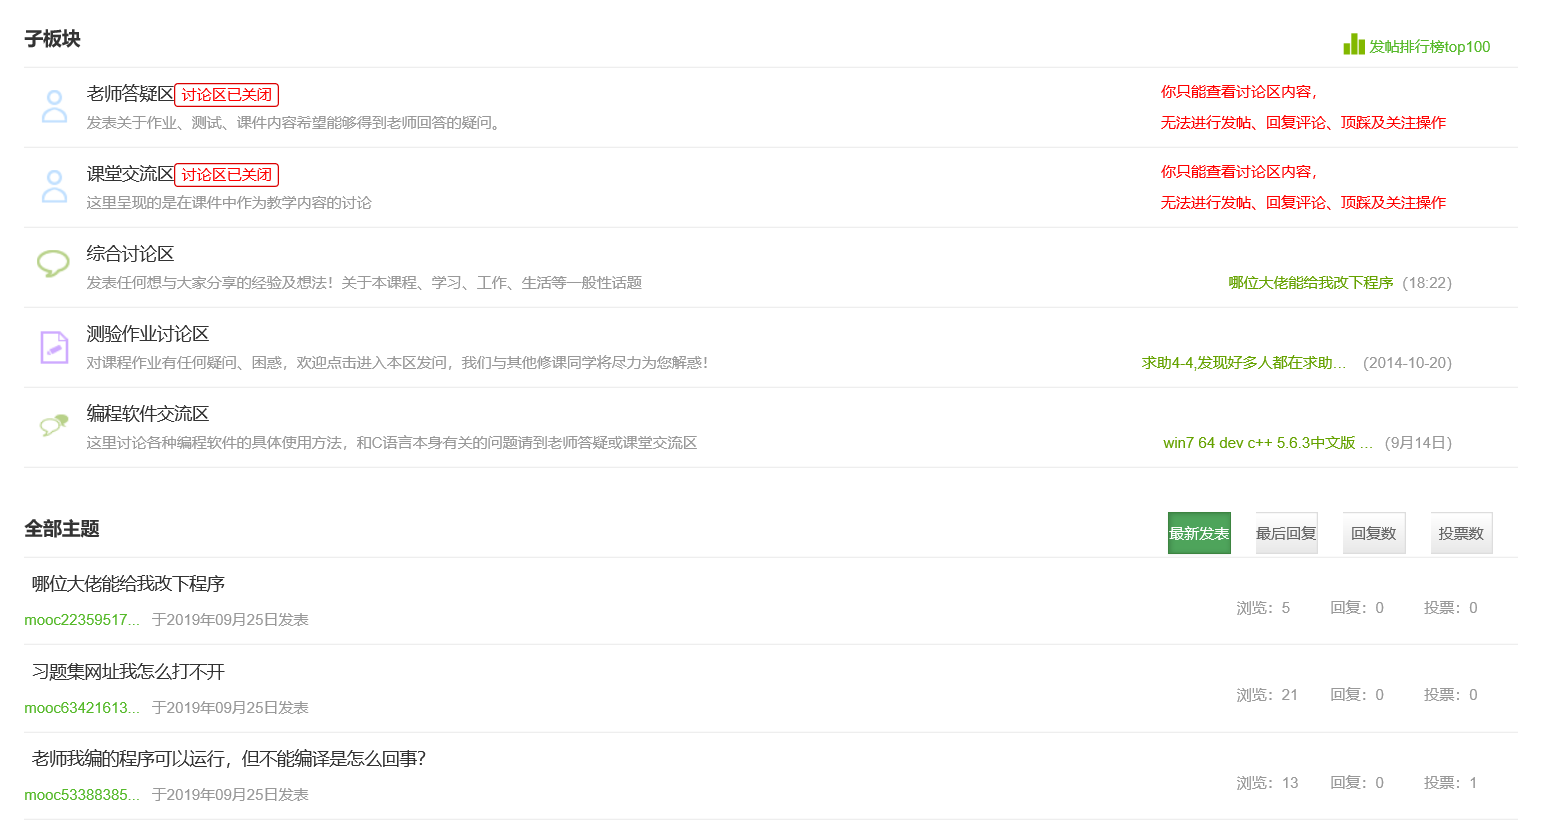 子板块
发帖排行榜top100
老师答疑区 讨论区已关闭
发表关于作业、测试、课件内容希望能够得到老师回答的疑问。
你只能查看讨论区内容，
无法进行发帖、回复评论、顶踩及关注操作
课堂交流区 讨论区已关闭
这里呈现的是在课件中作为教学内容的讨论
你只能查看讨论区内容，
无法进行发帖、回复评论、顶踩及关注操作
综合讨论区
发表任何想与大家分享的经验及想法！关于本课程、学习、工作、生活等一般性话题
哪位大佬能给我改下程序 (18:22)
测验作业讨论区
对课程作业有任何疑问、困惑，欢迎点击进入本区发问，我们与其他修课同学将尽力为您解惑！
求助4-4,发现好多人都在求助... (2014-10-20)
编程软件交流区
这里讨论各种编程软件的具体使用方法，和C语言本身有关的问题请到老师答疑或课堂交流区
win7 64 dev c++ 5.6.3中文版 ... (9月14日)
全部主题
最新发表 最后回复 回复数 投票数
哪位大佬能给我改下程序
mooc22359517... 于2019年09月25日发表
浏览：5 回复：0 投票：0
习题集网址我怎么打不开
mooc63421613... 于2019年09月25日发表
浏览：21 回复：0 投票：0
老师我编的程序可以运行，但不能编译是怎么回事?
mooc53388385... 于2019年09月25日发表
浏览：13 回复：0 投票：1